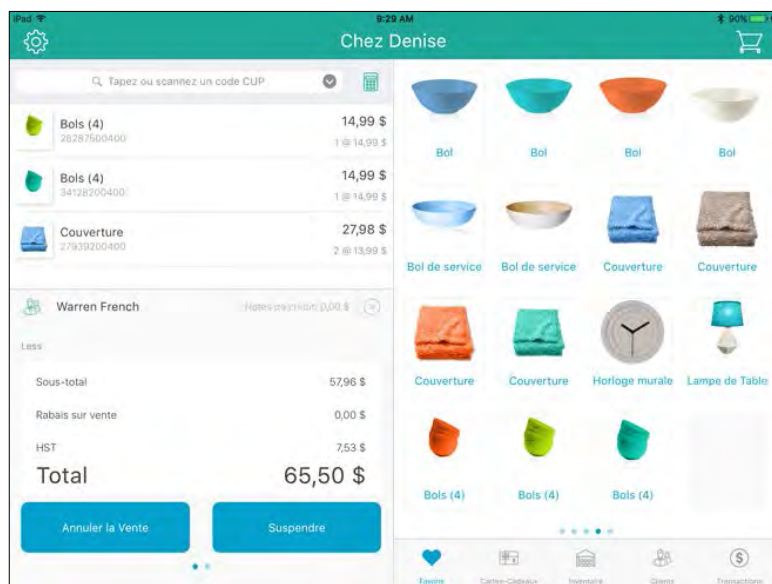 iPad 9:29 AM 90%
Chez Denise
Tapez ou scannez un code CUP
Bols (4) 14,99 $
28287500400 1 @ 14,99 $
Bols (4) 14,99 $
34128200400 1 @ 14,99 $
Couverture 27,98 $
27939200400 2 @ 13,99 $
Warren French 0,00 $
Less
Sous-total 57,96 $
Rabais sur vente 0,00 $
HST 7,53 $
Total 65,50 $
Annuler la Vente Suspendre
Bol Bol Bol Bol
Bol de service Bol de service Couverture Couverture
Couverture Couverture Horloge murale Lampe de Table
Bols (4) Bols (4) Bols (4)
Favoris Cartes-Cadeaux Inventaire Clients Transactions